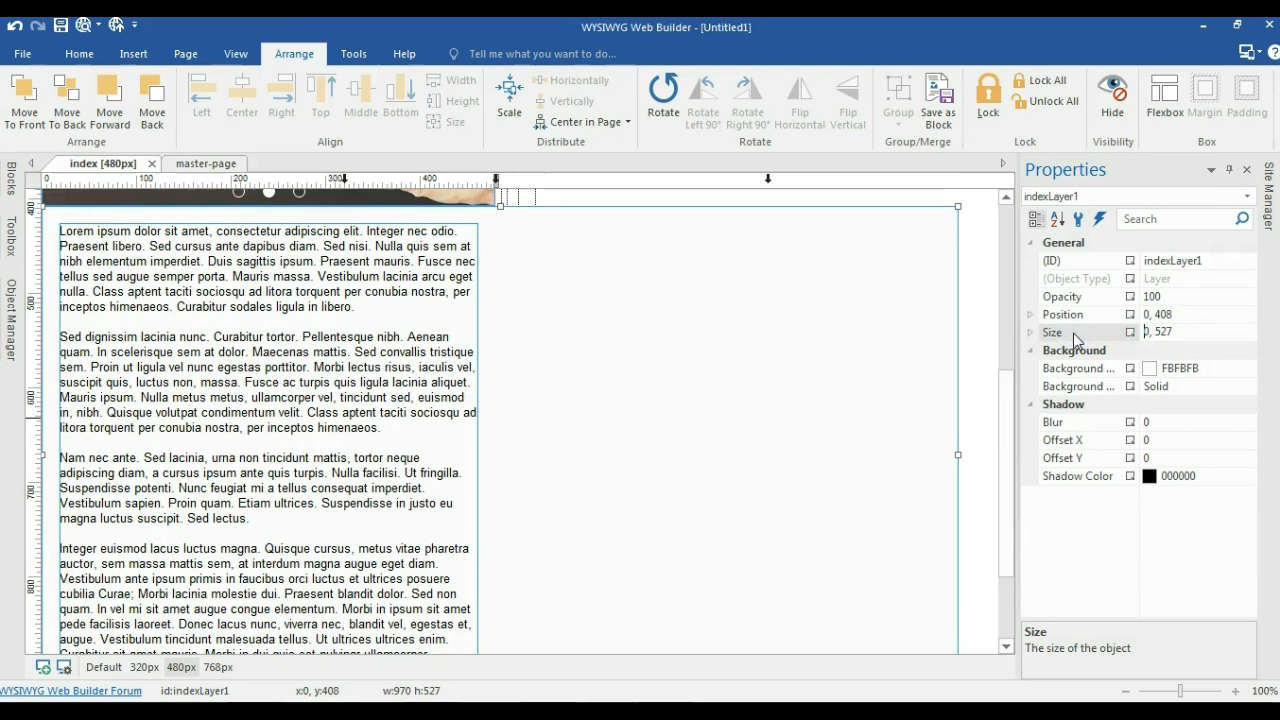 WYSIWYG Web Builder - [Untitled1]
File Home Insert Page View Arrange Tools Help Tell me what you want to do...
Move To Front
Move To Back
Move Forward
Move Back
Arrange
Left
Center
Right
Top
Middle
Bottom
Width
Height
Size
Align
Scale
Horizontally
Vertically
Center in Page
Distribute
Rotate
Rotate Left 90°
Rotate Right 90°
Flip Horizontal
Flip Vertical
Rotate
Group
Save as Block
Group/Merge
Lock
Lock All
Unlock All
Lock
Hide
Visibility
Flexbox
Margin
Padding
Box
Blocks
Toolbox
Object Manager
index [480px]
master-page
0 100 200 300 400
400
500
600
700
800
Lorem ipsum dolor sit amet, consectetur adipiscing elit. Integer nec odio.
Praesent libero. Sed cursus ante dapibus diam. Sed nisi. Nulla quis sem at
nibh elementum imperdiet. Duis sagittis ipsum. Praesent mauris. Fusce nec
tellus sed augue semper porta. Mauris massa. Vestibulum lacinia arcu eget
nulla. Class aptent taciti sociosqu ad litora torquent per conubia nostra, per
inceptos himenaeos. Curabitur sodales ligula in libero.
Sed dignissim lacinia nunc. Curabitur tortor. Pellentesque nibh. Aenean
quam. In scelerisque sem at dolor. Maecenas mattis. Sed convallis tristique
sem. Proin ut ligula vel nunc egestas porttitor. Morbi lectus risus, iaculis vel,
suscipit quis, luctus non, massa. Fusce ac turpis quis ligula lacinia aliquet.
Mauris ipsum. Nulla metus metus, ullamcorper vel, tincidunt sed, euismod
in, nibh. Quisque volutpat condimentum velit. Class aptent taciti sociosqu ad
litora torquent per conubia nostra, per inceptos himenaeos.
Nam nec ante. Sed lacinia, urna non tincidunt mattis, tortor neque
adipiscing diam, a cursus ipsum ante quis turpis. Nulla facilisi. Ut fringilla.
Suspendisse potenti. Nunc feugiat mi a tellus consequat imperdiet.
Vestibulum sapien. Proin quam. Etiam ultrices. Suspendisse in justo eu
magna luctus suscipit. Sed lectus.
Integer euismod lacus luctus magna. Quisque cursus, metus vitae pharetra
auctor, sem massa mattis sem, at interdum magna augue eget diam.
Vestibulum ante ipsum primis in faucibus orci luctus et ultrices posuere
cubilia Curae; Morbi lacinia molestie dui. Praesent blandit dolor. Sed non
quam. In vel mi sit amet augue congue elementum. Morbi in ipsum sit amet
pede facilisis laoreet. Donec lacus nunc, viverra nec, blandit vel, egestas et,
augue. Vestibulum tincidunt malesuada tellus. Ut ultrices ultrices enim.
Curabitur sit amet mauris. Morbi in dui quis est pulvinar ullamcorper.
Properties
indexLayer1
Search
General
(ID) indexLayer1
(Object Type) Layer
Opacity 100
Position 0, 408
Size 0, 527
Background
Background ... FBFBFB
Background ... Solid
Shadow
Blur 0
Offset X 0
Offset Y 0
Shadow Color 000000
Size
The size of the object
Site Manager
Default 320px 480px 768px
WYSIWYG Web Builder Forum id:indexLayer1 x:0, y:408 w:970 h:527 100%